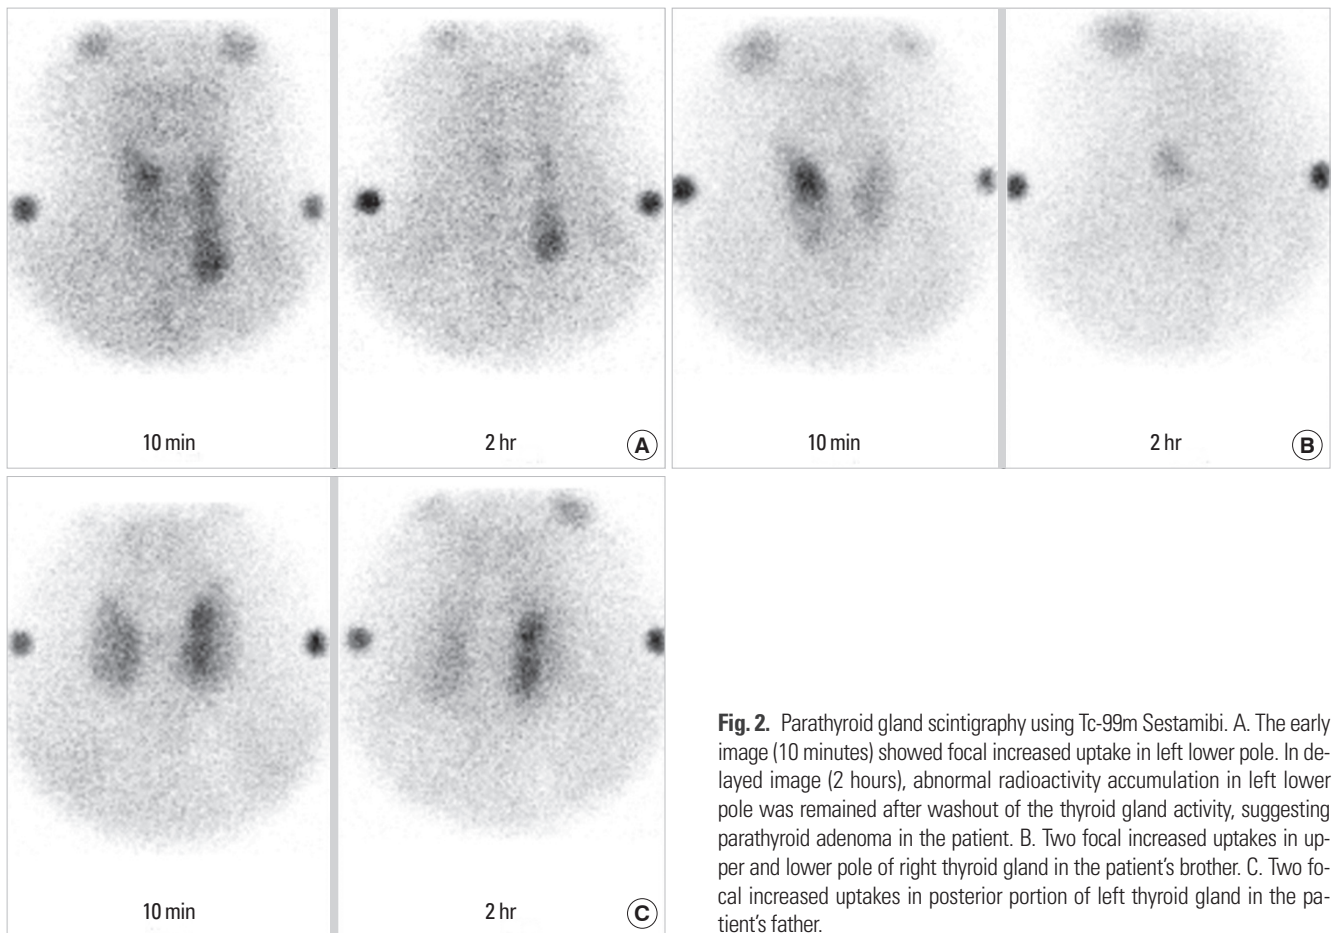 10 min
2 hr
A
10 min
2 hr
B
10 min
2 hr
C
Fig. 2. Parathyroid gland scintigraphy using Tc-99m Sestamibi. A. The early
image (10 minutes) showed focal increased uptake in left lower pole. In de-
layed image (2 hours), abnormal radioactivity accumulation in left lower
pole was remained after washout of the thyroid gland activity, suggesting
parathyroid adenoma in the patient. B. Two focal increased uptakes in up-
per and lower pole of right thyroid gland in the patient's brother. C. Two fo-
cal increased uptakes in posterior portion of left thyroid gland in the pa-
tient's father.